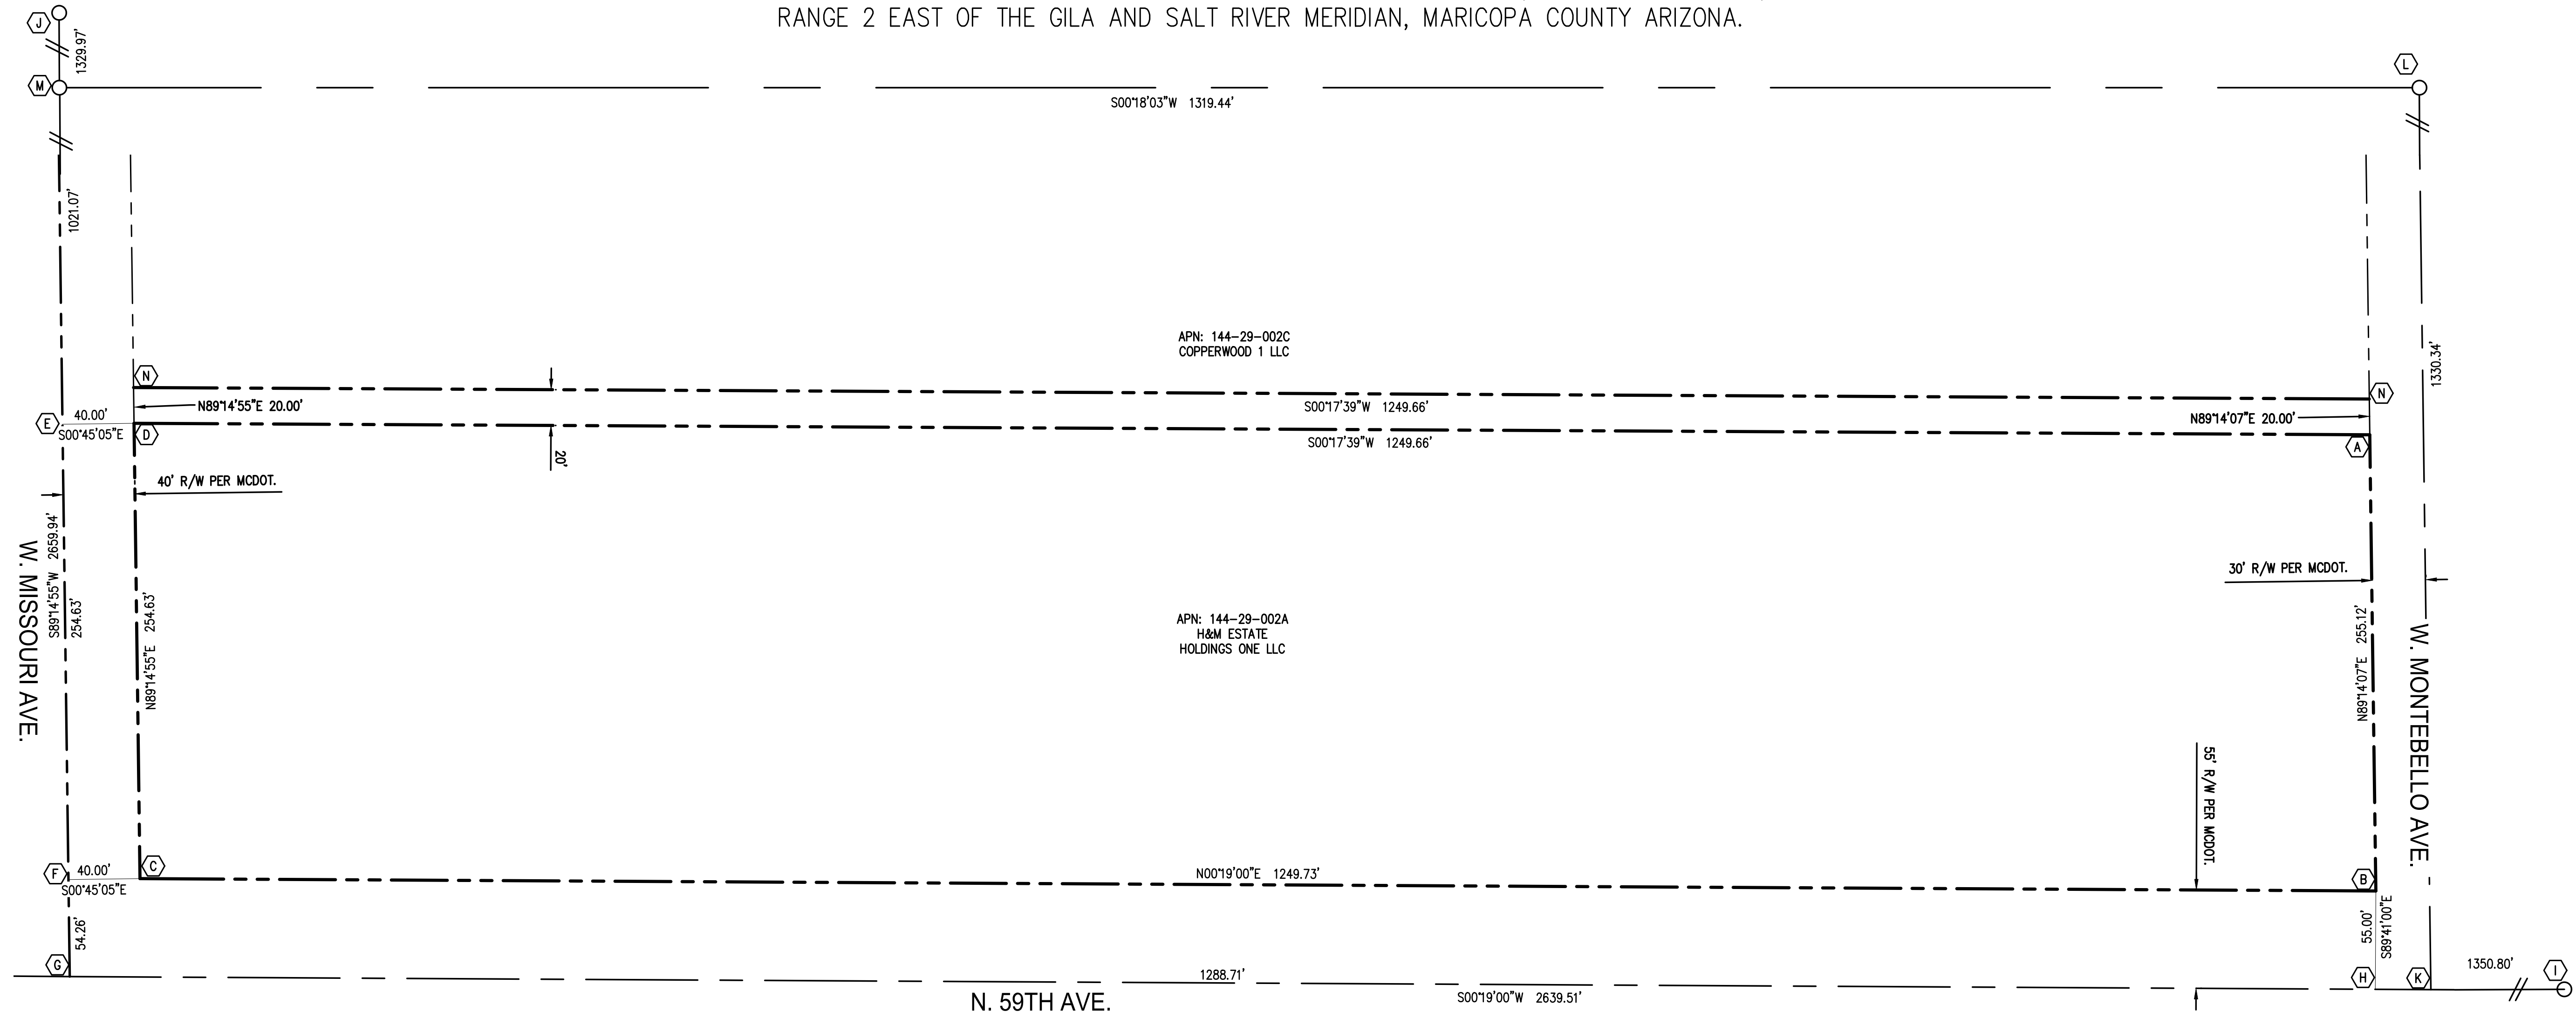 RANGE 2 EAST OF THE GILA AND SALT RIVER MERIDIAN, MARICOPA COUNTY ARIZONA.
J
1329.97'
M
L
S00°18'03"W 1319.44'
1021.07'
APN: 144-29-002C
COPPERWOOD 1 LLC
1330.34'
N
N89°14'55"E 20.00'
S00°17'39"W 1249.66'
N
N89°14'07"E 20.00'
E
40.00'
S00°45'05"E
D
S00°17'39"W 1249.66'
A
20'
40' R/W PER MCDOT.
S89°14'55"W 2659.94'
254.63'
W. MISSOURI AVE.
N89°14'55"E 254.63'
30' R/W PER MCDOT.
N89°14'07"E 255.12'
W. MONTEBELLO AVE.
APN: 144-29-002A
H&M ESTATE
HOLDINGS ONE LLC
55' R/W PER MCDOT.
F
40.00'
S00°45'05"E
C
N00°19'00"E 1249.73'
B
54.26'
55.00'
S89°41'00"E
G
1288.71'
H
K
1350.80'
I
N. 59TH AVE.
S00°19'00"W 2639.51'